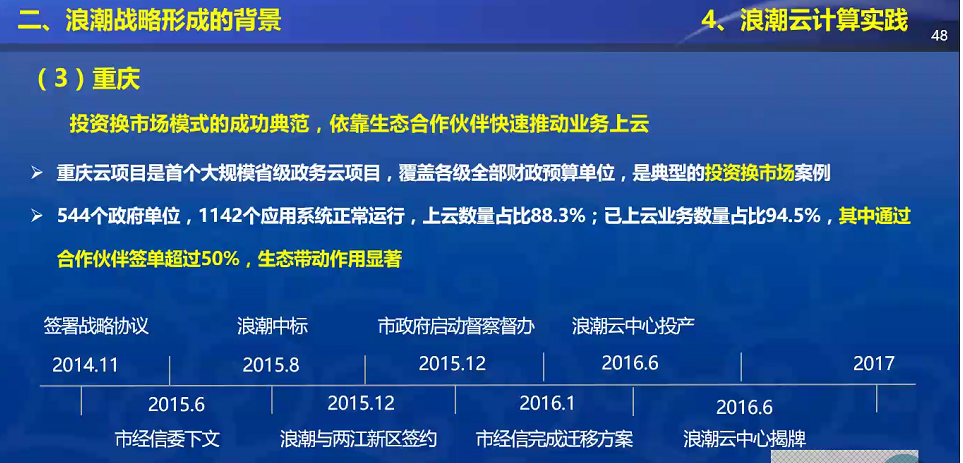 二、浪潮战略形成的背景
4、浪潮云计算实践
48
（3）重庆
投资换市场模式的成功典范，依靠生态合作伙伴快速推动业务上云
重庆云项目是首个大规模省级政务云项目，覆盖各级全部财政预算单位，是典型的投资换市场案例
544个政府单位，1142个应用系统正常运行，上云数量占比88.3%；已上云业务数量占比94.5%，其中通过
合作伙伴签单超过50%，生态带动作用显著
签署战略协议 浪潮中标 市政府启动督察督办 浪潮云中心投产
2014.11 2015.8 2015.12 2016.6 2017
2015.6 2015.12 2016.1 2016.6
市经信委下文 浪潮与两江新区签约 市经信完成迁移方案 浪潮云中心揭牌